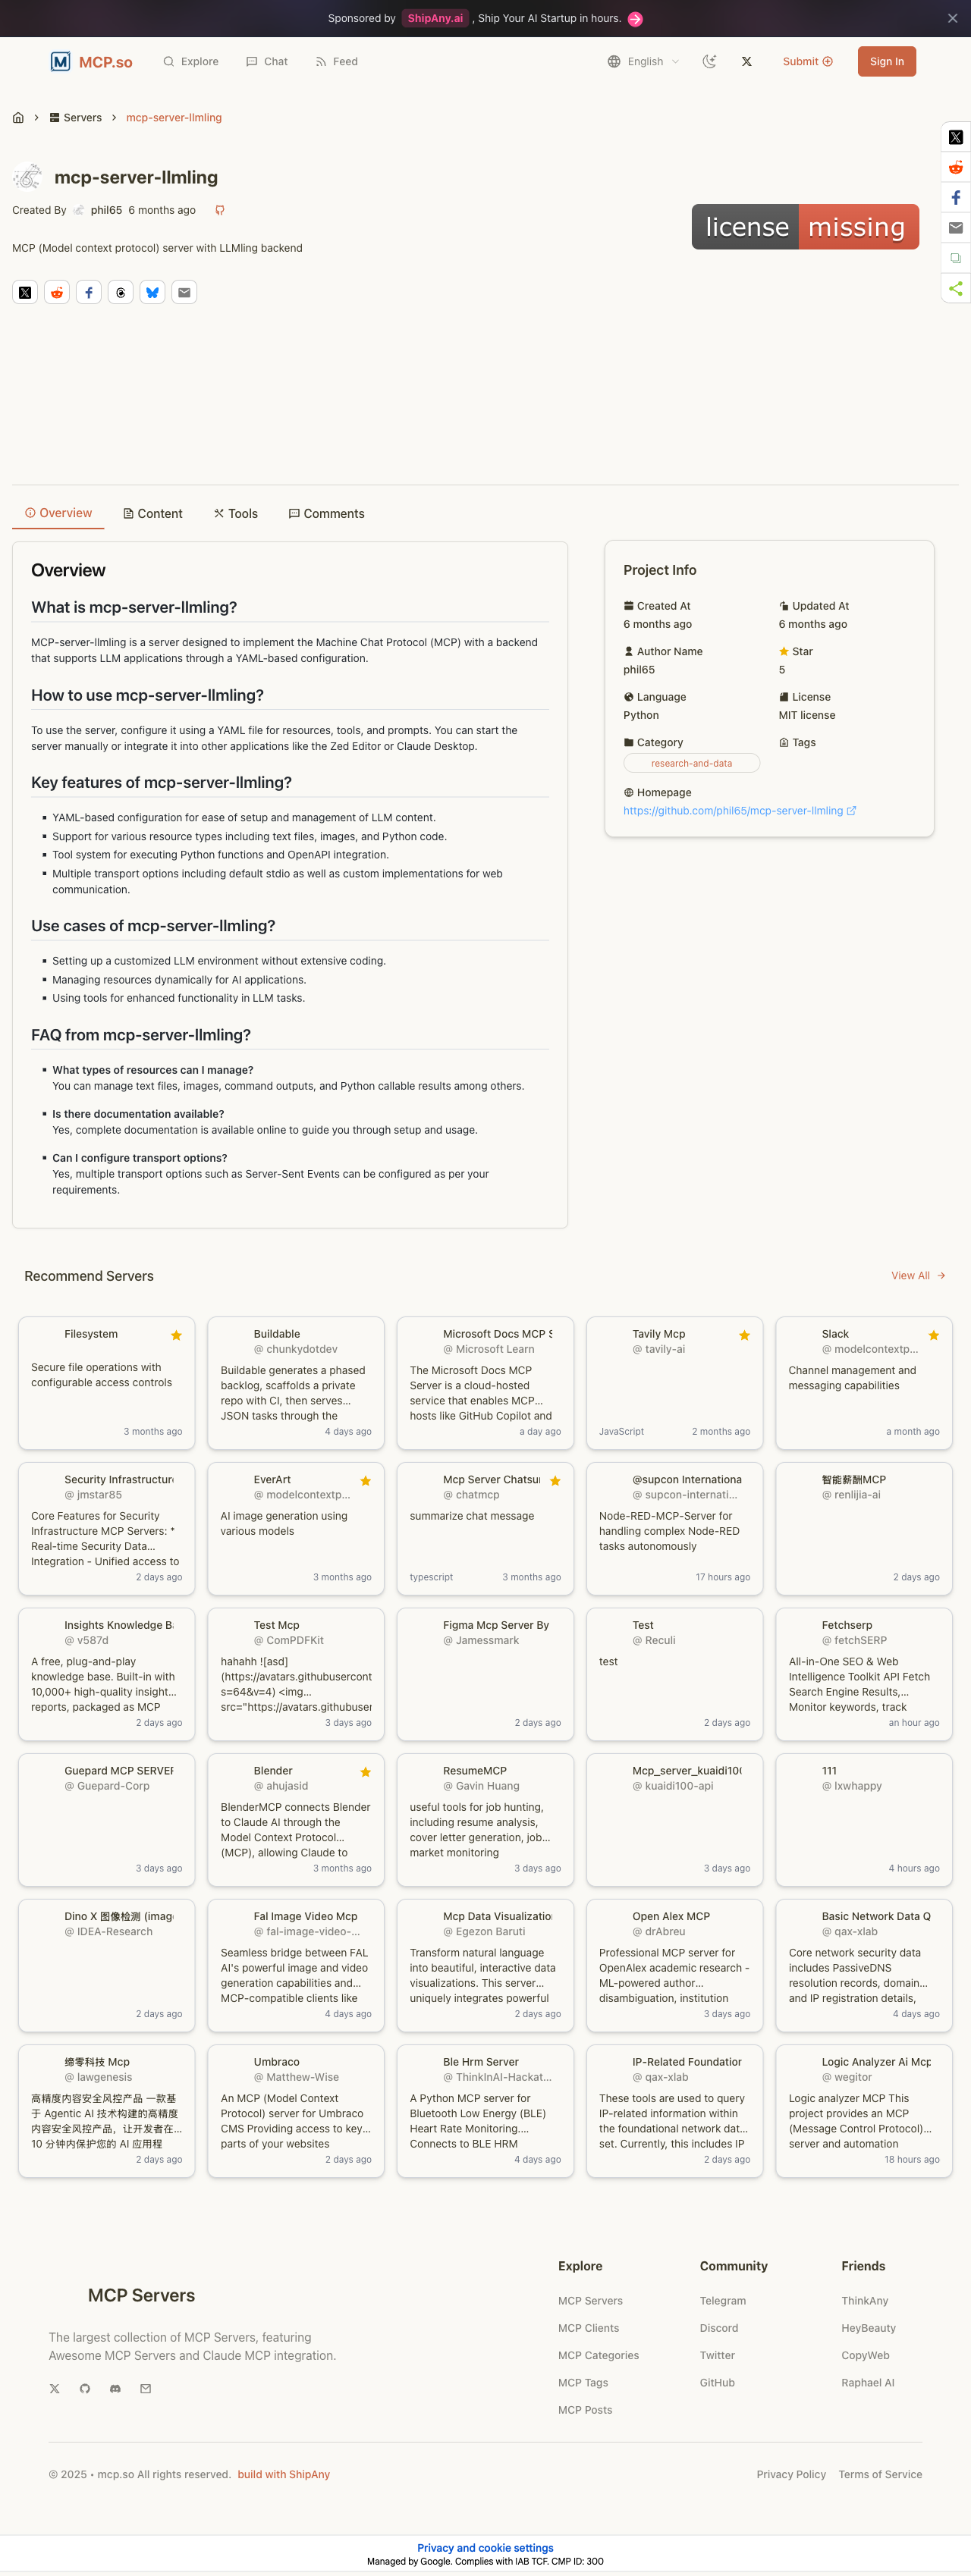 Sponsored by ShipAny.ai , Ship Your AI Startup in hours.
MCP.so
Explore
Chat
Feed
English
Submit
Sign In
Servers
mcp-server-llmling
mcp-server-llmling
Created By phil65 6 months ago
MCP (Model context protocol) server with LLMling backend
license missing
Overview
Content
Tools
Comments
Overview
What is mcp-server-llmling?
MCP-server-llmling is a server designed to implement the Machine Chat Protocol (MCP) with a backend
that supports LLM applications through a YAML-based configuration.
How to use mcp-server-llmling?
To use the server, configure it using a YAML file for resources, tools, and prompts. You can start the
server manually or integrate it into other applications like the Zed Editor or Claude Desktop.
Key features of mcp-server-llmling?
YAML-based configuration for ease of setup and management of LLM content.
Support for various resource types including text files, images, and Python code.
Tool system for executing Python functions and OpenAPI integration.
Multiple transport options including default stdio as well as custom implementations for web
communication.
Use cases of mcp-server-llmling?
Setting up a customized LLM environment without extensive coding.
Managing resources dynamically for AI applications.
Using tools for enhanced functionality in LLM tasks.
FAQ from mcp-server-llmling?
What types of resources can I manage?
You can manage text files, images, command outputs, and Python callable results among others.
Is there documentation available?
Yes, complete documentation is available online to guide you through setup and usage.
Can I configure transport options?
Yes, multiple transport options such as Server-Sent Events can be configured as per your
requirements.
Project Info
Created At
6 months ago
Updated At
6 months ago
Author Name
phil65
Star
5
Language
Python
License
MIT license
Category
research-and-data
Tags
Homepage
https://github.com/phil65/mcp-server-llmling
Recommend Servers
View All
Filesystem
Secure file operations with
configurable access controls
3 months ago
Buildable
@ chunkydotdev
Buildable generates a phased
backlog, scaffolds a private
repo with CI, then serves...
JSON tasks through the
4 days ago
Microsoft Docs MCP S
@ Microsoft Learn
The Microsoft Docs MCP
Server is a cloud-hosted
service that enables MCP...
hosts like GitHub Copilot and
a day ago
Tavily Mcp
@ tavily-ai
JavaScript
2 months ago
Slack
@ modelcontextp...
Channel management and
messaging capabilities
a month ago
Security Infrastructure
@ jmstar85
Core Features for Security
Infrastructure MCP Servers: *
Real-time Security Data...
Integration - Unified access to
2 days ago
EverArt
@ modelcontextp...
AI image generation using
various models
3 months ago
Mcp Server Chatsum
@ chatmcp
summarize chat message
typescript
3 months ago
@supcon Internationa
@ supcon-internati...
Node-RED-MCP-Server for
handling complex Node-RED
tasks autonomously
17 hours ago
智能薪酬MCP
@ renlijia-ai
2 days ago
Insights Knowledge Ba
@ v587d
A free, plug-and-play
knowledge base. Built-in with
10,000+ high-quality insight...
reports, packaged as MCP
2 days ago
Test Mcp
@ ComPDFKit
hahahh ![asd]
(https://avatars.githubusercont
s=64&v=4) <img...
src="https://avatars.githubuser
3 days ago
Figma Mcp Server By
@ Jamessmark
2 days ago
Test
@ Reculi
test
2 days ago
Fetchserp
@ fetchSERP
All-in-One SEO & Web
Intelligence Toolkit API Fetch
Search Engine Results,...
Monitor keywords, track
an hour ago
Guepard MCP SERVER
@ Guepard-Corp
3 days ago
Blender
@ ahujasid
BlenderMCP connects Blender
to Claude AI through the
Model Context Protocol...
(MCP), allowing Claude to
3 months ago
ResumeMCP
@ Gavin Huang
useful tools for job hunting,
including resume analysis,
cover letter generation, job...
market monitoring
3 days ago
Mcp_server_kuaidi100
@ kuaidi100-api
3 days ago
111
@ lxwhappy
4 hours ago
Dino X 图像检测 (image
@ IDEA-Research
2 days ago
Fal Image Video Mcp
@ fal-image-video-...
Seamless bridge between FAL
AI's powerful image and video
generation capabilities and...
MCP-compatible clients like
4 days ago
Mcp Data Visualization
@ Egezon Baruti
Transform natural language
into beautiful, interactive data
visualizations. This server...
uniquely integrates powerful
2 days ago
Open Alex MCP
@ drAbreu
Professional MCP server for
OpenAlex academic research -
ML-powered author...
disambiguation, institution
3 days ago
Basic Network Data Q
@ qax-xlab
Core network security data
includes PassiveDNS
resolution records, domain...
and IP registration details,
4 days ago
缔零科技 Mcp
@ lawgenesis
高精度内容安全风控产品 一款基
于 Agentic AI 技术构建的高精度
内容安全风控产品，让开发者在...
10 分钟内保护您的 AI 应用程
2 days ago
Umbraco
@ Matthew-Wise
An MCP (Model Context
Protocol) server for Umbraco
CMS Providing access to key...
parts of your websites
2 days ago
Ble Hrm Server
@ ThinkInAI-Hackat...
A Python MCP server for
Bluetooth Low Energy (BLE)
Heart Rate Monitoring....
Connects to BLE HRM
4 days ago
IP-Related Foundation
@ qax-xlab
These tools are used to query
IP-related information within
the foundational network dat...
set. Currently, this includes IP
2 days ago
Logic Analyzer Ai Mcp
@ wegitor
Logic analyzer MCP This
project provides an MCP
(Message Control Protocol)...
server and automation
18 hours ago
MCP Servers
The largest collection of MCP Servers, featuring
Awesome MCP Servers and Claude MCP integration.
Explore
MCP Servers
MCP Clients
MCP Categories
MCP Tags
MCP Posts
Community
Telegram
Discord
Twitter
GitHub
Friends
ThinkAny
HeyBeauty
CopyWeb
Raphael AI
© 2025 • mcp.so All rights reserved. build with ShipAny
Privacy Policy
Terms of Service
Privacy and cookie settings
Managed by Google. Complies with IAB TCF. CMP ID: 300